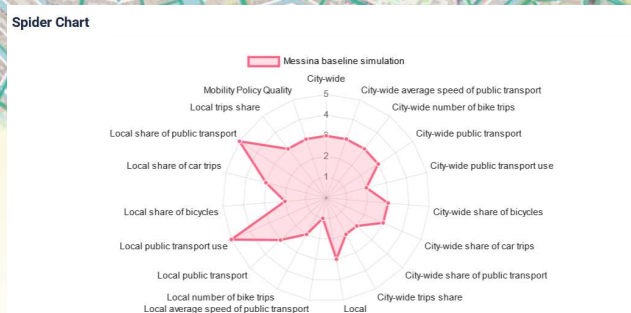 Spider Chart
Messina baseline simulation
City-wide
5
4
3
2
1
City-wide average speed of public transport
City-wide number of bike trips
City-wide public transport
City-wide public transport use
City-wide share of bicycles
City-wide share of car trips
City-wide share of public transport
City-wide trips share
Local
Local average speed of public transport
Local number of bike trips
Local public transport
Local public transport use
Local share of bicycles
Local share of car trips
Local share of public transport
Local trips share
Mobility Policy Quality